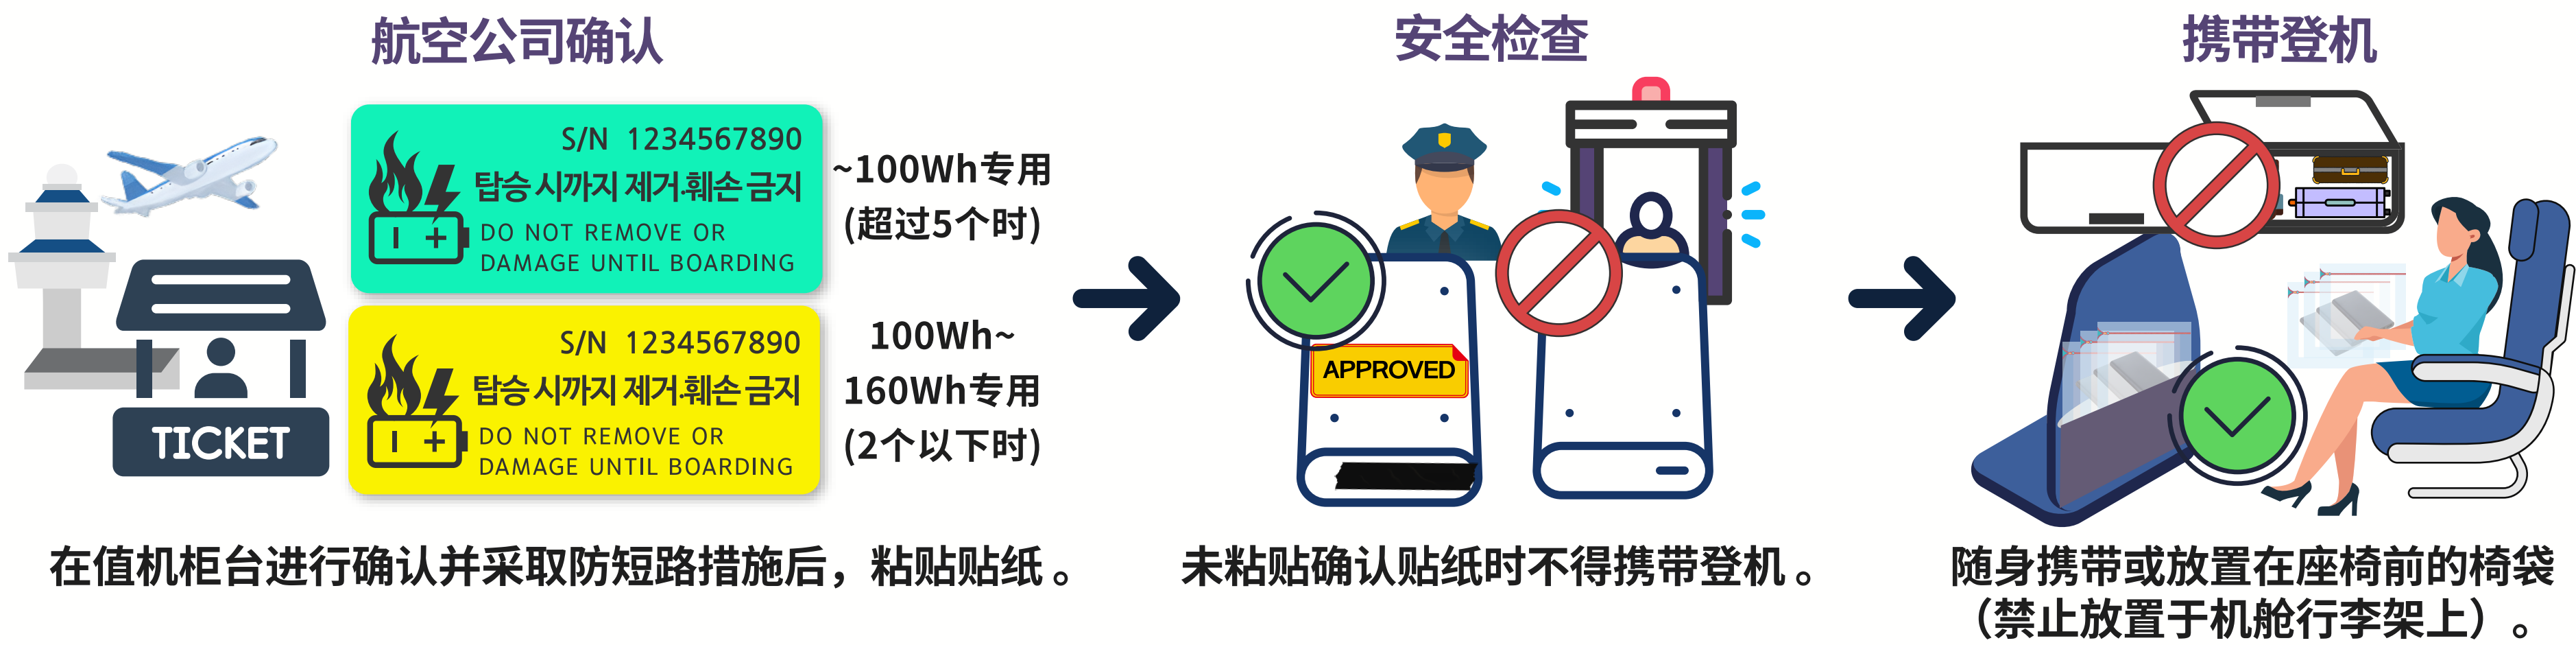 航空公司确认
S/N 1234567890
탑승 시까지 제거·훼손 금지
DO NOT REMOVE OR
DAMAGE UNTIL BOARDING
~100Wh专用
(超过5个时)
S/N 1234567890
탑승 시까지 제거·훼손 금지
DO NOT REMOVE OR
DAMAGE UNTIL BOARDING
100Wh~
160Wh专用
(2个以下时)
TICKET
在值机柜台进行确认并采取防短路措施后，粘贴贴纸。
安全检查
APPROVED
未粘贴确认贴纸时不得携带登机。
携带登机
随身携带或放置在座椅前的椅袋
（禁止放置于机舱行李架上）。